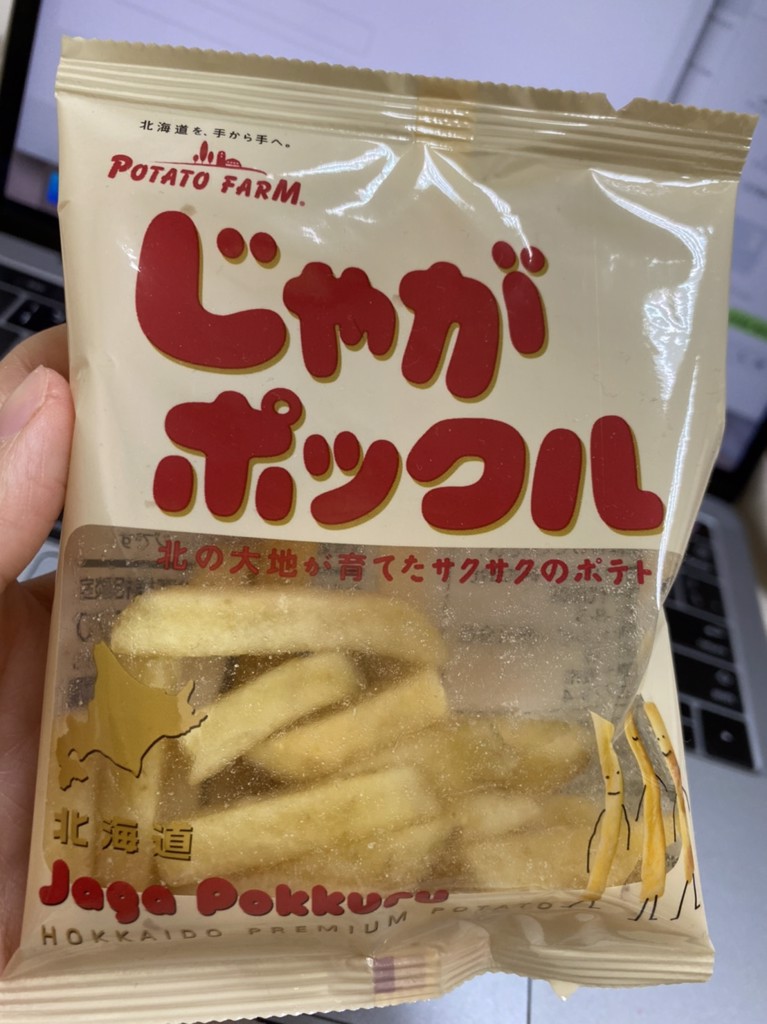 北海道を、手から手へ。
POTATO FARM®
じゃが
ポックル
北の大地が育てたサクサクのポテト
北海道
Jaga Pokkuru
HOKKAIDO PREMIUM POTATO